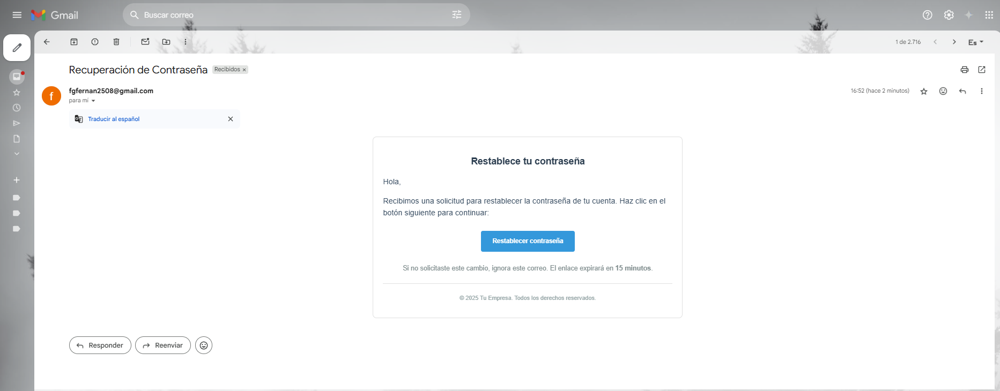 Gmail
Buscar correo
1 de 2.716
Es
Recuperación de Contraseña
Recibidos ×
f
fgfernan2508@gmail.com
16:52 (hace 2 minutos)
para mí
Traducir al español
Restablece tu contraseña
Hola,
Recibimos una solicitud para restablecer la contraseña de tu cuenta. Haz clic en el
botón siguiente para continuar:
Restablecer contraseña
Si no solicitaste este cambio, ignora este correo. El enlace expirará en 15 minutos.
© 2025 Tu Empresa. Todos los derechos reservados.
Responder
Reenviar